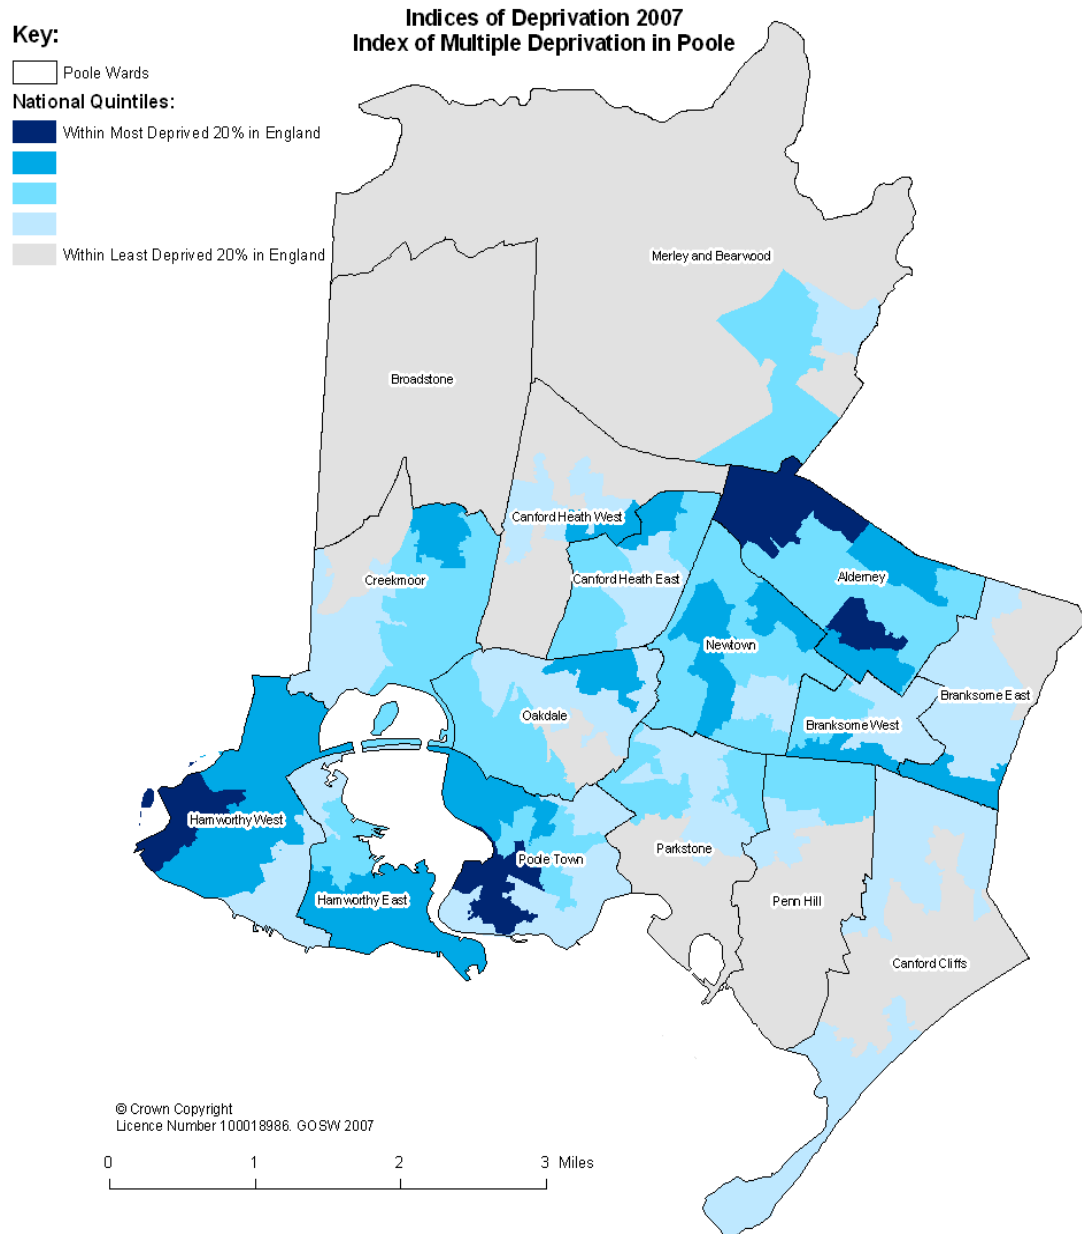 Indices of Deprivation 2007
Index of Multiple Deprivation in Poole
Key:
Poole Wards
National Quintiles:
Within Most Deprived 20% in England
Within Least Deprived 20% in England
Merley and Bearwood
Broadstone
Canford Heath West
Creekmoor
Canford Heath East
Alderney
Newtown
Branksome East
Oakdale
Branksome West
Hamworthy West
Parkstone
Poole Town
Hamworthy East
Penn Hill
Canford Cliffs
© Crown Copyright
Licence Number 100018986. GOSW 2007
0 1 2 3 Miles